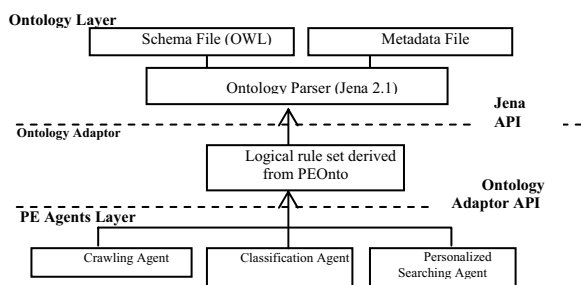 Ontology Layer
Schema File (OWL)
Metadata File
Ontology Parser (Jena 2.1)
Jena
API
Ontology Adaptor
Logical rule set derived
from PEOnto
Ontology
Adaptor API
PE Agents Layer
Crawling Agent
Classification Agent
Personalized
Searching Agent